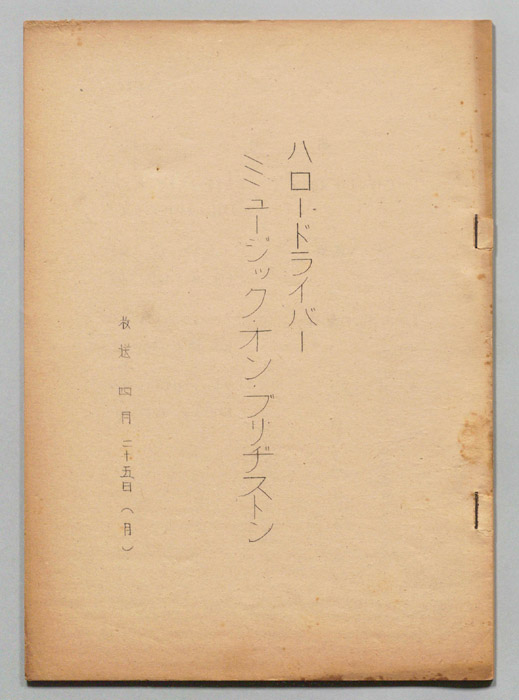 ハロードライバー
ミュージック・オン・ブリヂストン
放送 四月二十五日(月)